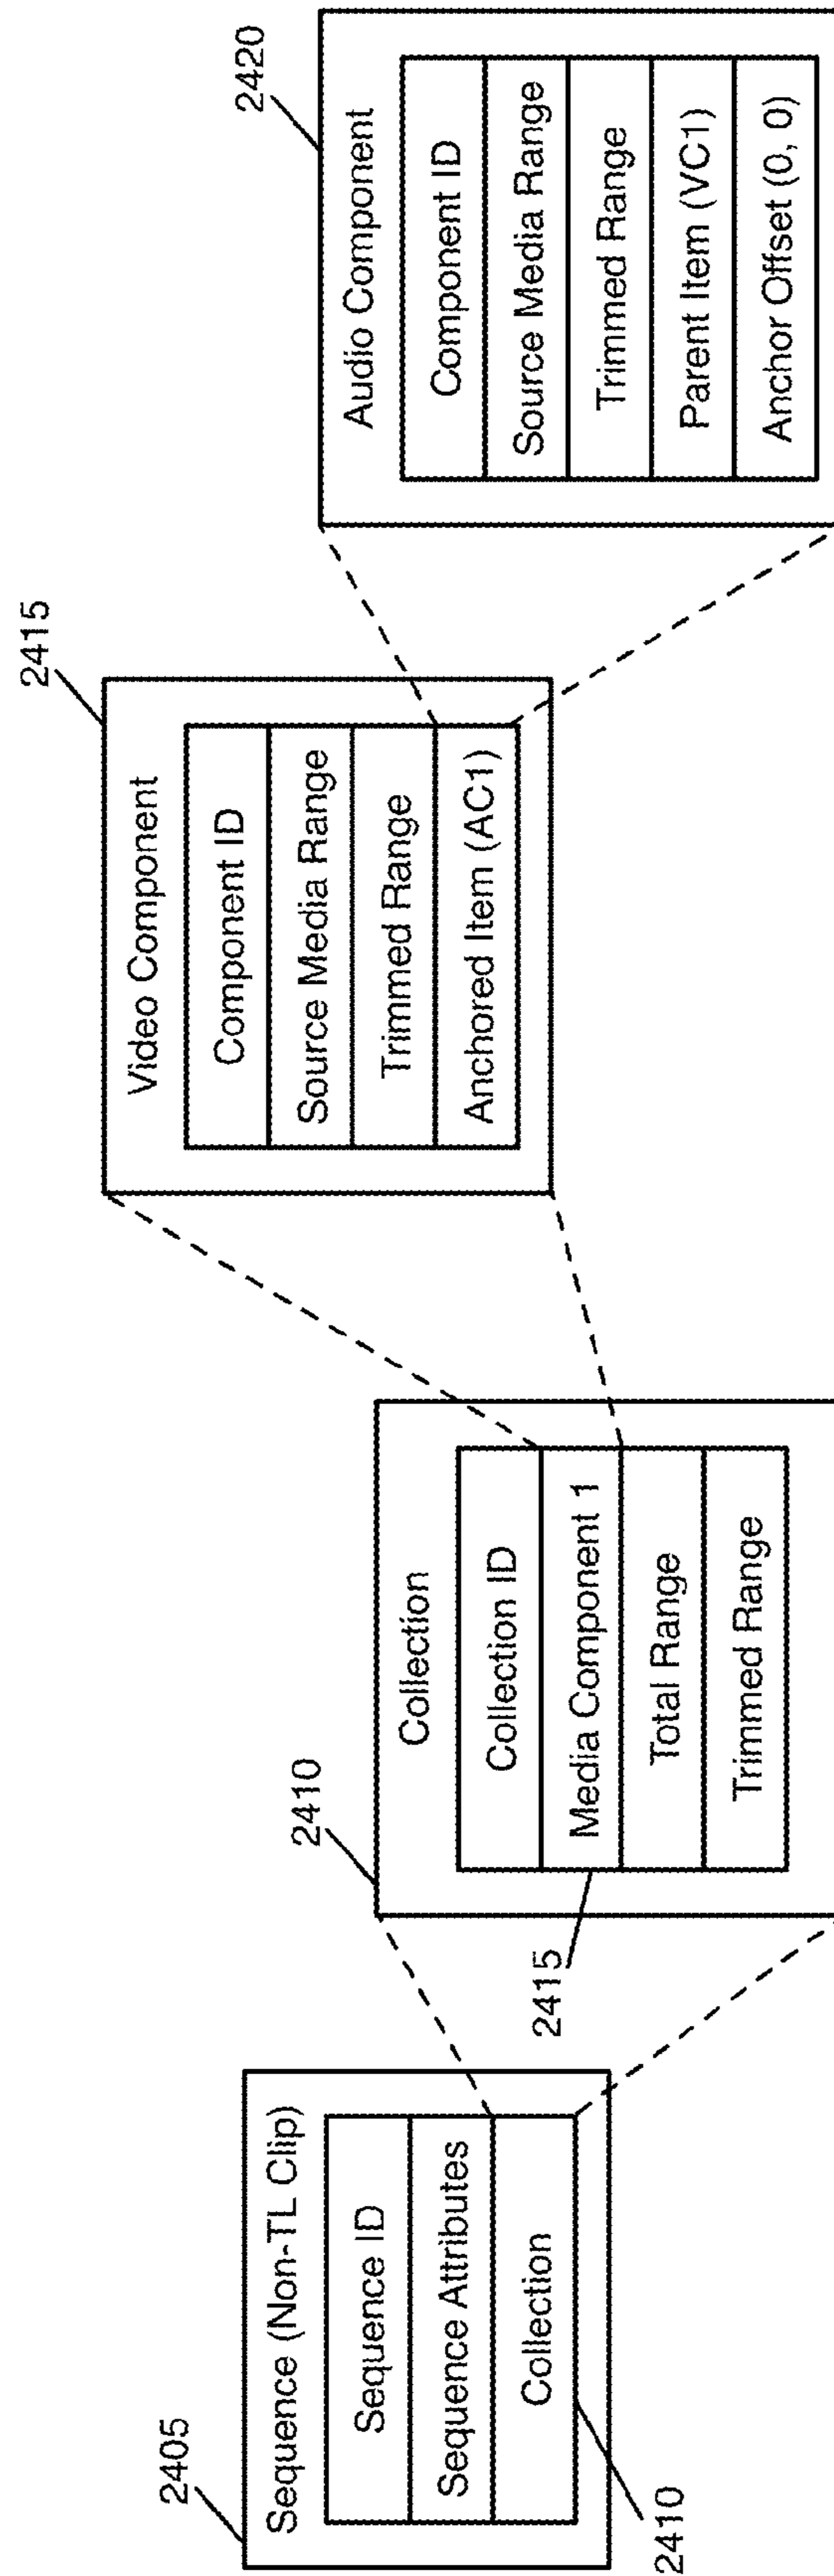 2405
Sequence (Non-TL Clip)
Sequence ID
Sequence Attributes
Collection
2410
2410
Collection
Collection ID
Media Component 1
Total Range
Trimmed Range
2415
2415
Video Component
Component ID
Source Media Range
Trimmed Range
Anchored Item (AC1)
2420
Audio Component
Component ID
Source Media Range
Trimmed Range
Parent Item (VC1)
Anchor Offset (0, 0)